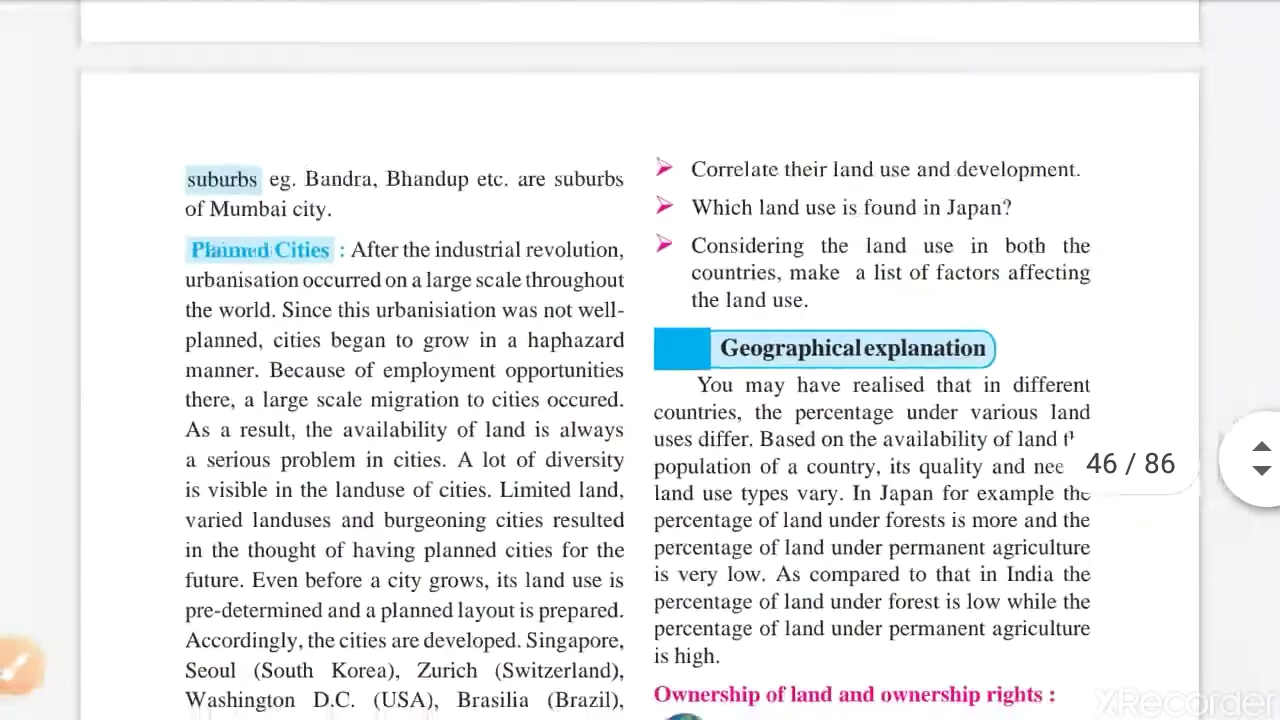 suburbs eg. Bandra, Bhandup etc. are suburbs
of Mumbai city.
Planned Cities : After the industrial revolution,
urbanisation occurred on a large scale throughout
the world. Since this urbanisiation was not well-
planned, cities began to grow in a haphazard
manner. Because of employment opportunities
there, a large scale migration to cities occured.
As a result, the availability of land is always
a serious problem in cities. A lot of diversity
is visible in the landuse of cities. Limited land,
varied landuses and burgeoning cities resulted
in the thought of having planned cities for the
future. Even before a city grows, its land use is
pre-determined and a planned layout is prepared.
Accordingly, the cities are developed. Singapore,
Seoul (South Korea), Zurich (Switzerland),
Washington D.C. (USA), Brasilia (Brazil),
Correlate their land use and development.
Which land use is found in Japan?
Considering the land use in both the
countries, make a list of factors affecting
the land use.
Geographical explanation
You may have realised that in different
countries, the percentage under various land
uses differ. Based on the availability of land
population of a country, its quality and
land use types vary. In Japan for example the
percentage of land under forests is more and the
percentage of land under permanent agriculture
is very low. As compared to that in India the
percentage of land under forest is low while the
percentage of land under permanent agriculture
is high.
Ownership of land and ownership rights :
46 / 86
XRecorder